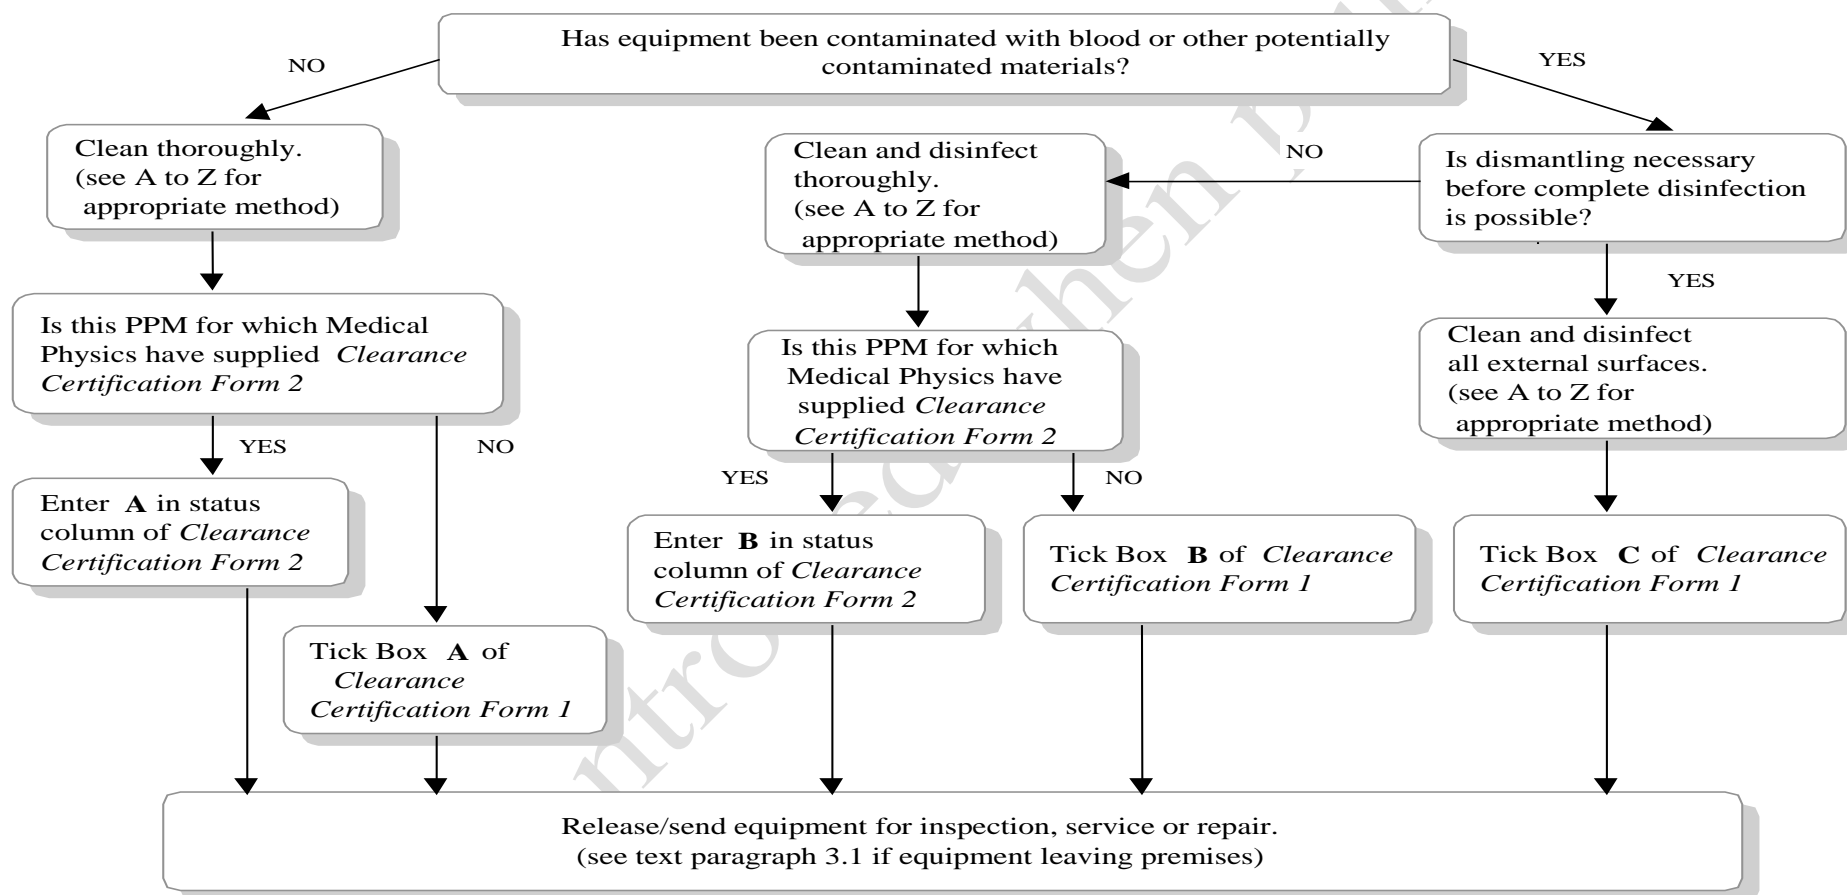 Has equipment been contaminated with blood or other potentially
contaminated materials?
NO
YES
Clean thoroughly.
(see A to Z for
appropriate method)
Clean and disinfect
thoroughly.
(see A to Z for
appropriate method)
NO
Is dismantling necessary
before complete disinfection
is possible?
YES
Is this PPM for which Medical
Physics have supplied Clearance
Certification Form 2
Is this PPM for which
Medical Physics have
supplied Clearance
Certification Form 2
Clean and disinfect
all external surfaces.
(see A to Z for
appropriate method)
YES
NO
YES
NO
Enter A in status
column of Clearance
Certification Form 2
Enter B in status
column of Clearance
Certification Form 2
Tick Box B of Clearance
Certification Form 1
Tick Box C of Clearance
Certification Form 1
Tick Box A of
Clearance
Certification Form 1
Release/send equipment for inspection, service or repair.
(see text paragraph 3.1 if equipment leaving premises)